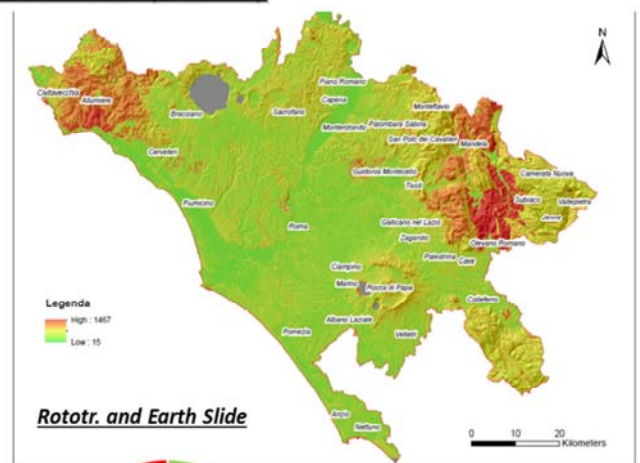 N
Piano Romano
Civitavecchia
Allumiere
Capena
Bracciano
Sacrofano
Monteflavio
Monterotondo
Palombara Sabina
San Polo dei Cavalieri
Mandela
Cerveteri
Guidonia Montecelio
Camerata Nuova
Tivoli
Fiumicino
Subiaco
Vallepietra
Jenne
Gallicano nel Lazio
Roma
Zagarolo
Olevano Romano
Palestrina
Cave
Ciampino
Marino
Rocca di Papa
Colleferro
Legenda
High : 1467
Low : 15
Albano Laziale
Pomezia
Velletri
Rototr. and Earth Slide
Anzio
Nettuno
0 10 20
Kilometers